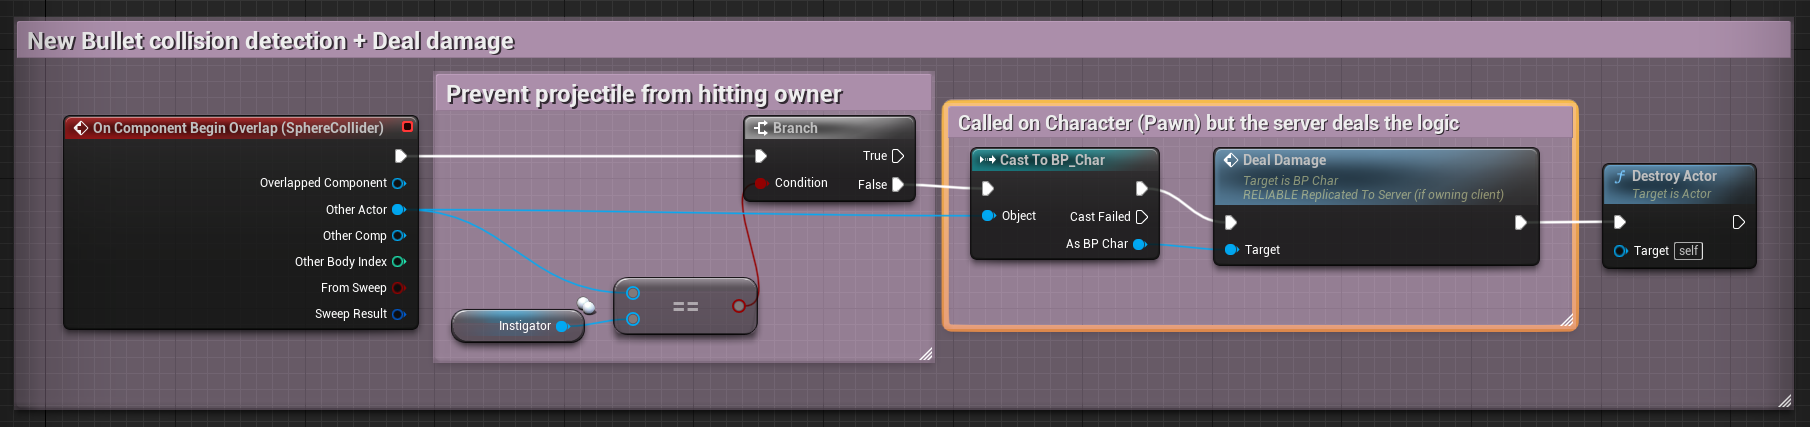 New Bullet collision detection + Deal damage
Prevent projectile from hitting owner
Called on Character (Pawn) but the server deals the logic
On Component Begin Overlap (SphereCollider)
Overlapped Component
Other Actor
Other Comp
Other Body Index
From Sweep
Sweep Result
Instigator
==
Branch
True
Condition
False
Cast To BP_Char
Object
Cast Failed
As BP Char
Deal Damage
Target is BP Char
RELIABLE Replicated To Server (if owning client)
Target
Destroy Actor
Target is Actor
Target self